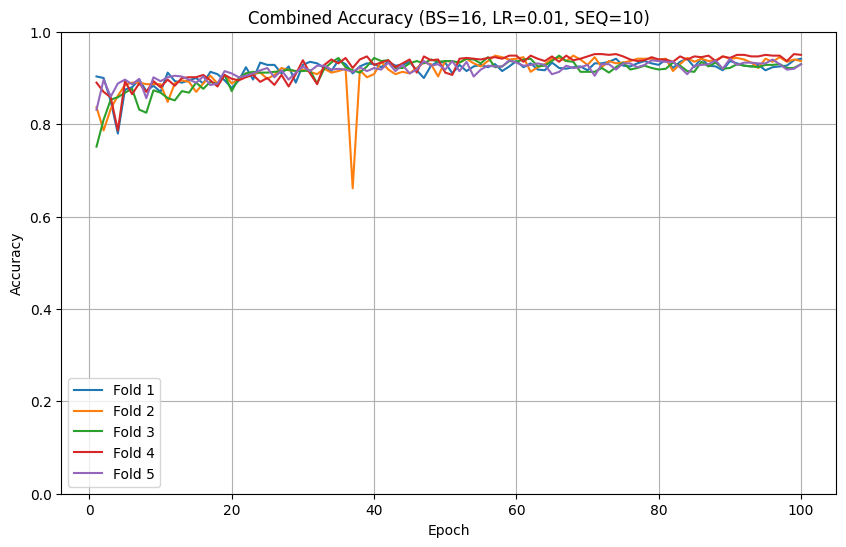 Combined Accuracy (BS=16, LR=0.01, SEQ=10)
1.0
0.8
0.6
0.4
0.2
0.0
Accuracy
Fold 1
Fold 2
Fold 3
Fold 4
Fold 5
0 20 40 60 80 100
Epoch